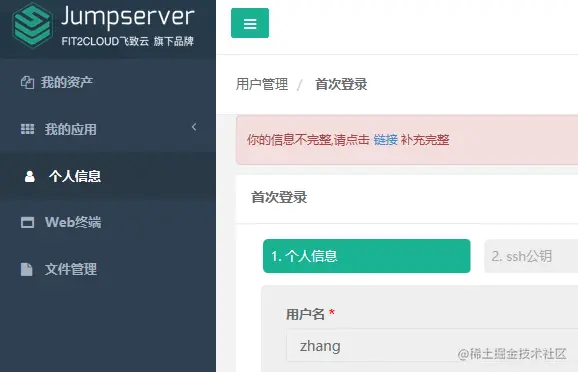 Jumpserver
FIT2CLOUD飞致云 旗下品牌
我的资产
我的应用
个人信息
Web终端
文件管理
用户管理 / 首次登录
你的信息不完整,请点击 链接 补充完整
首次登录
1. 个人信息
2. ssh公钥
用户名 *
zhang
@稀土掘金技术社区